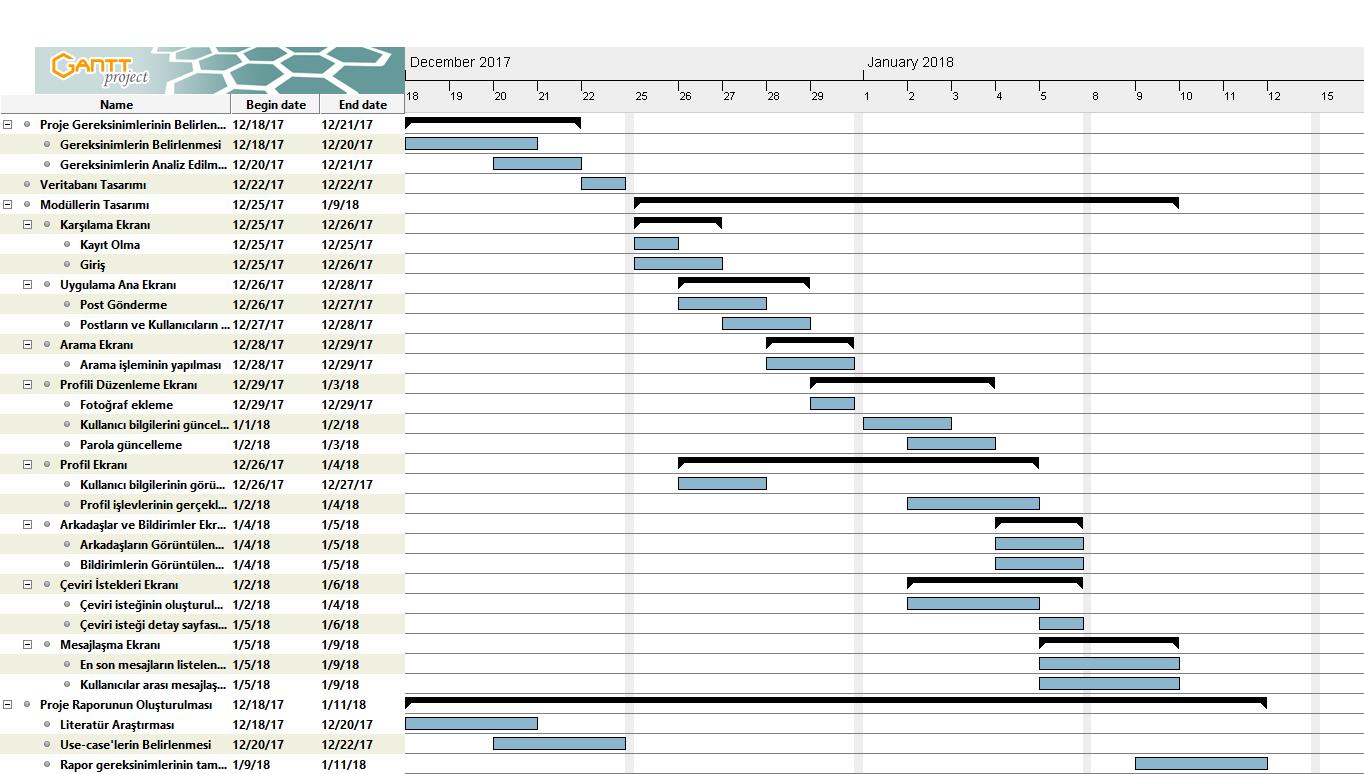 GANTT project
December 2017 January 2018
18 19 20 21 22 25 26 27 28 29 1 2 3 4 5 8 9 10 11 12 15
Name Begin date End date
Proje Gereksinimlerinin Belirlen... 12/18/17 12/21/17
Gereksinimlerin Belirlenmesi 12/18/17 12/20/17
Gereksinimlerin Analiz Edilm... 12/20/17 12/21/17
Veritabanı Tasarımı 12/22/17 12/22/17
Modüllerin Tasarımı 12/25/17 1/9/18
Karşılama Ekranı 12/25/17 12/26/17
Kayıt Olma 12/25/17 12/25/17
Giriş 12/25/17 12/26/17
Uygulama Ana Ekranı 12/26/17 12/28/17
Post Gönderme 12/26/17 12/27/17
Postların ve Kullanıcıların ... 12/27/17 12/28/17
Arama Ekranı 12/28/17 12/29/17
Arama işleminin yapılması 12/28/17 12/29/17
Profili Düzenleme Ekranı 12/29/17 1/3/18
Fotoğraf ekleme 12/29/17 12/29/17
Kullanıcı bilgilerini güncel... 1/1/18 1/2/18
Parola güncelleme 1/2/18 1/3/18
Profil Ekranı 12/26/17 1/4/18
Kullanıcı bilgilerinin görü... 12/26/17 12/27/17
Profil işlevlerinin gerçekl... 1/2/18 1/4/18
Arkadaşlar ve Bildirimler Ekr... 1/4/18 1/5/18
Arkadaşların Görüntülen... 1/4/18 1/5/18
Bildirimlerin Görüntülen... 1/4/18 1/5/18
Çeviri İstekleri Ekranı 1/2/18 1/6/18
Çeviri isteğinin oluşturul... 1/2/18 1/4/18
Çeviri isteği detay sayfası... 1/5/18 1/6/18
Mesajlaşma Ekranı 1/5/18 1/9/18
En son mesajların listelen... 1/5/18 1/9/18
Kullanıcılar arası mesajlaş... 1/5/18 1/9/18
Proje Raporunun Oluşturulması 12/18/17 1/11/18
Literatür Araştırması 12/18/17 12/20/17
Use-case'lerin Belirlenmesi 12/20/17 12/22/17
Rapor gereksinimlerinin tam... 1/9/18 1/11/18